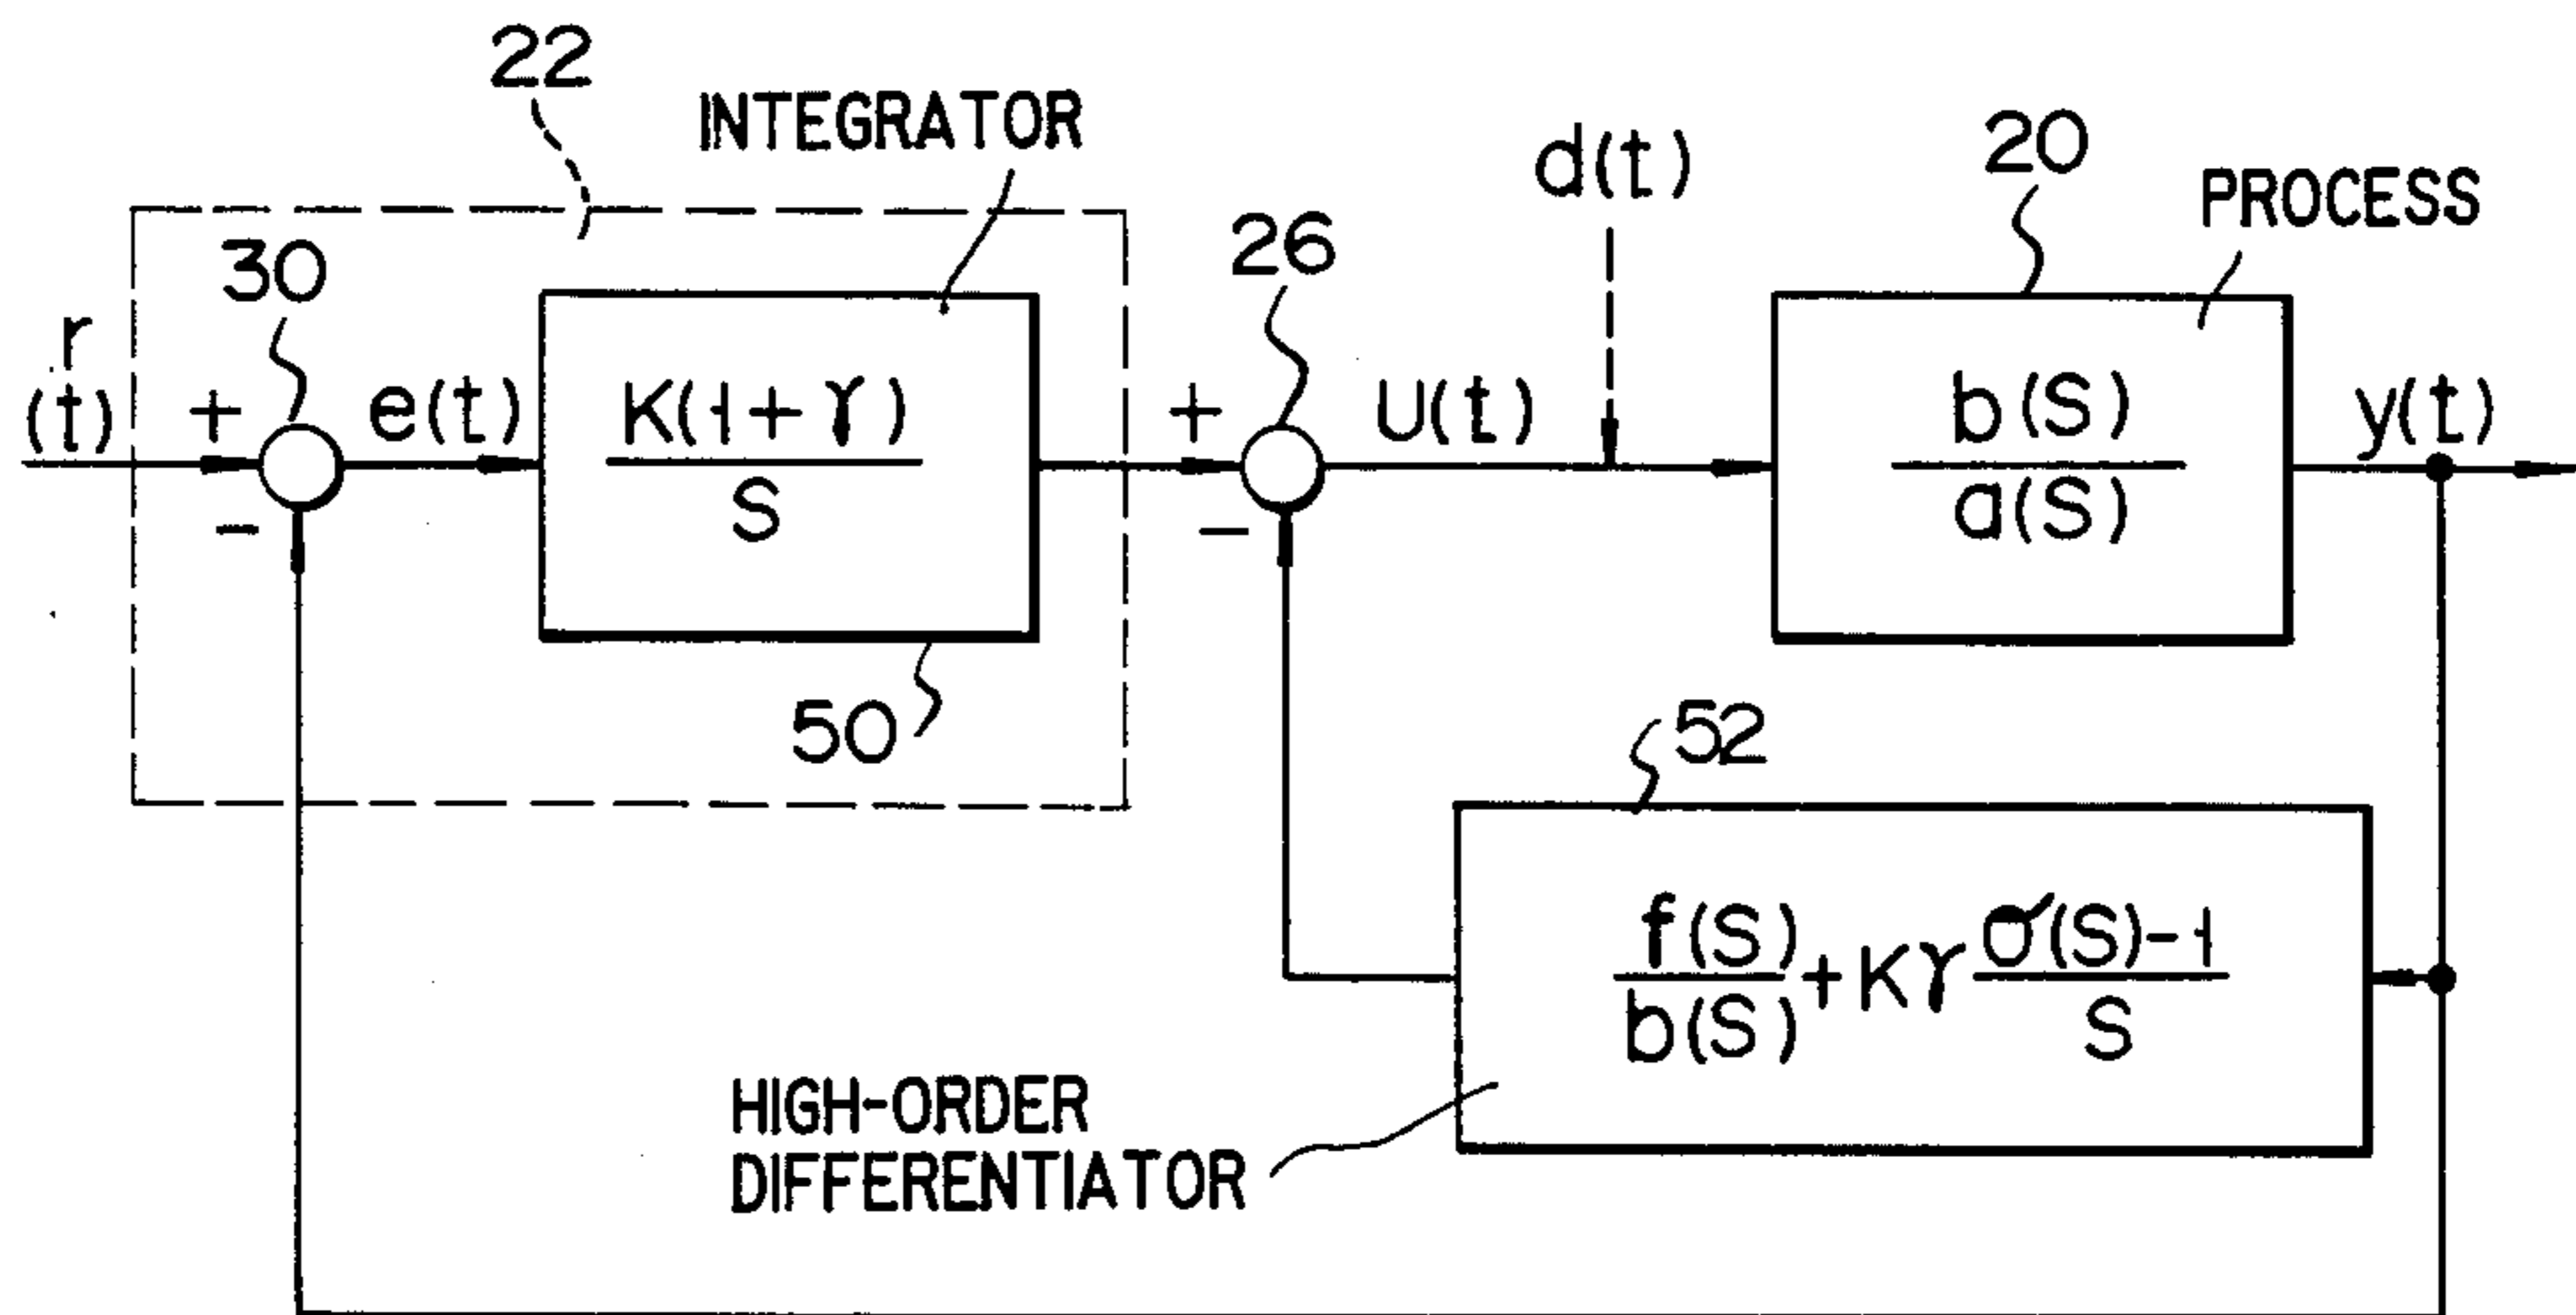 22
INTEGRATOR
d(t)
20
PROCESS
30
26
r
(t)
+
e(t)
K(1+γ)
S
+
U(t)
b(S)
a(S)
y(t)
-
-
50
52
f(S)
b(S)
+Kγ
σ(S)-1
S
HIGH-ORDER
DIFFERENTIATOR